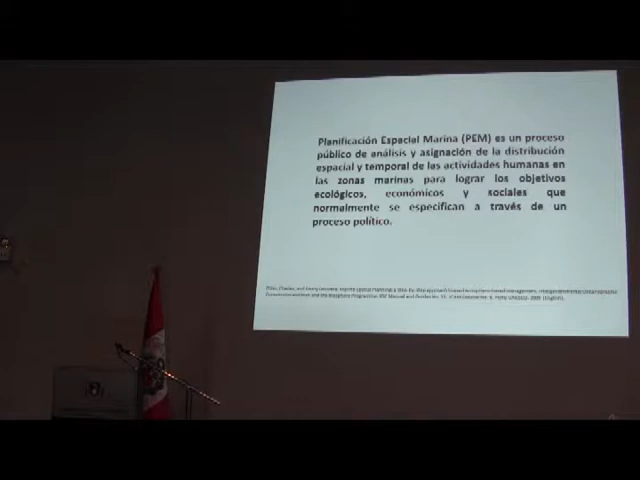 Planificación Espacial Marina (PEM) es un proceso
público de análisis y asignación de la distribución
espacial y temporal de las actividades humanas en
las zonas marinas para lograr los objetivos
ecológicos, económicos y sociales que
normalmente se especifican a través de un
proceso político.